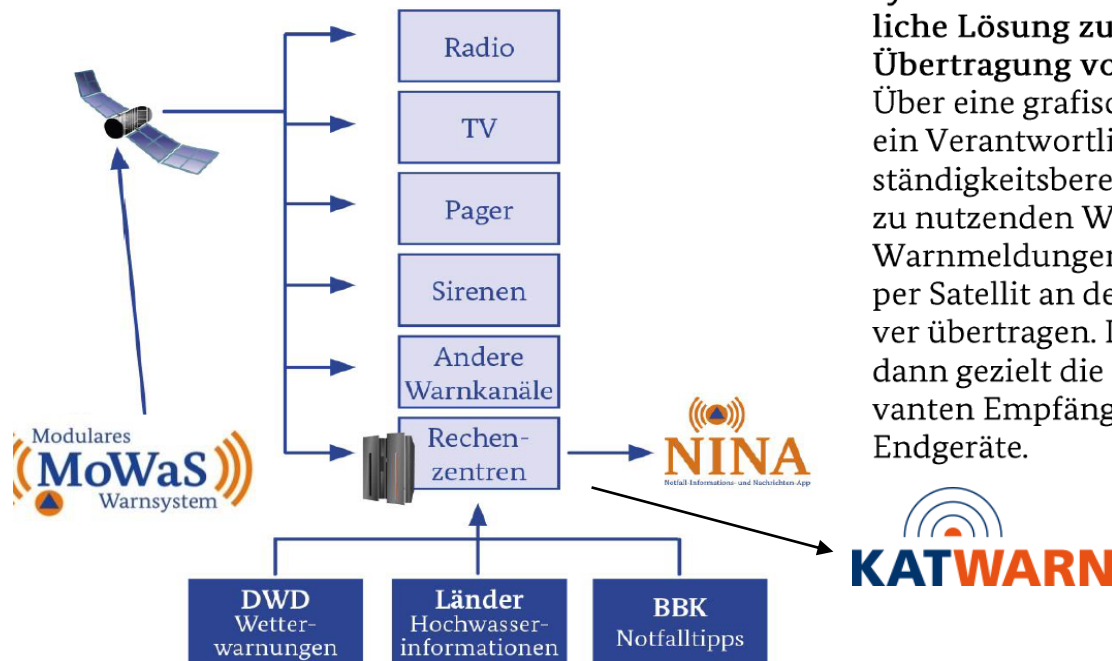 Radio
TV
Pager
Sirenen
Andere
Warnkanäle
Rechen-
zentren
Modulares
MoWaS
Warnsystem
NINA
Notfall-Informations- und Nachrichten-App
KATWARN
DWD
Wetter-
warnungen
Länder
Hochwasser-
informationen
BBK
Notfalltipps
liche Lösung zu
Übertragung vo
Über eine grafisc
ein Verantwortli
ständigkeitsbere
zu nutzenden W
Warnmeldungen
per Satellit an de
ver übertragen.
dann gezielt die
vanten Empfäng
Endgeräte.